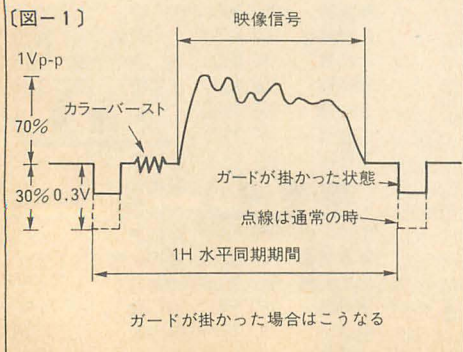 〔図－1〕
映像信号
1Vp-p
カラーバースト
70%
30%
0.3V
ガードが掛かった状態
点線は通常の時
1H 水平同期期間
ガードが掛かった場合はこうなる